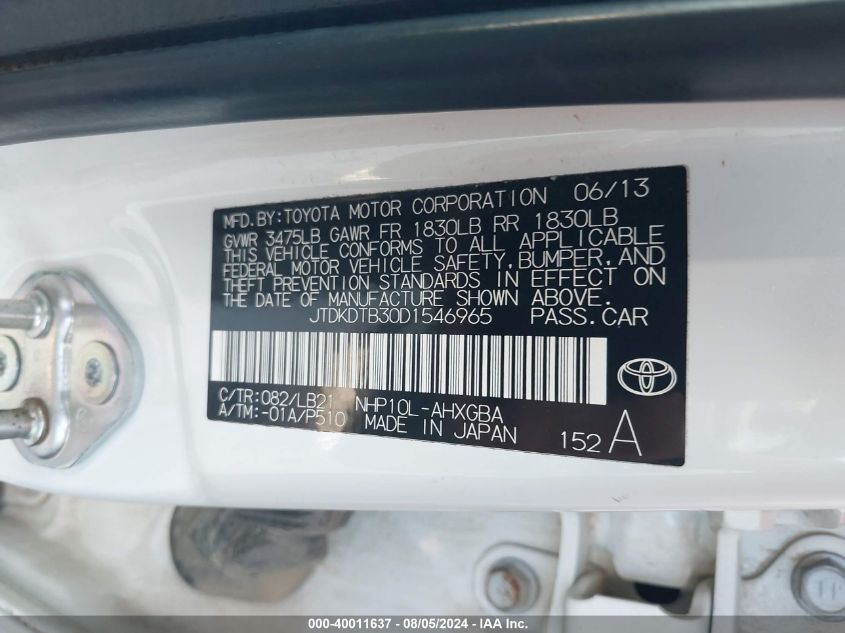 MFD.BY:TOYOTA MOTOR CORPORATION 06/13
GVWR 3475LB GAWR FR 1830LB RR 1830LB
THIS VEHICLE CONFORMS TO ALL APPLICABLE
FEDERAL MOTOR VEHICLE SAFETY,BUMPER,AND
THEFT PREVENTION STANDARDS IN EFFECT ON
THE DATE OF MANUFACTURE SHOWN ABOVE.
JTDKDTB30D1546965 PASS.CAR
C/TR:082/LB21 NHP10L-AHXGBA
A/TM:-01A/P510 MADE IN JAPAN 152 A
000-40011637 - 08/05/2024 - IAA Inc.